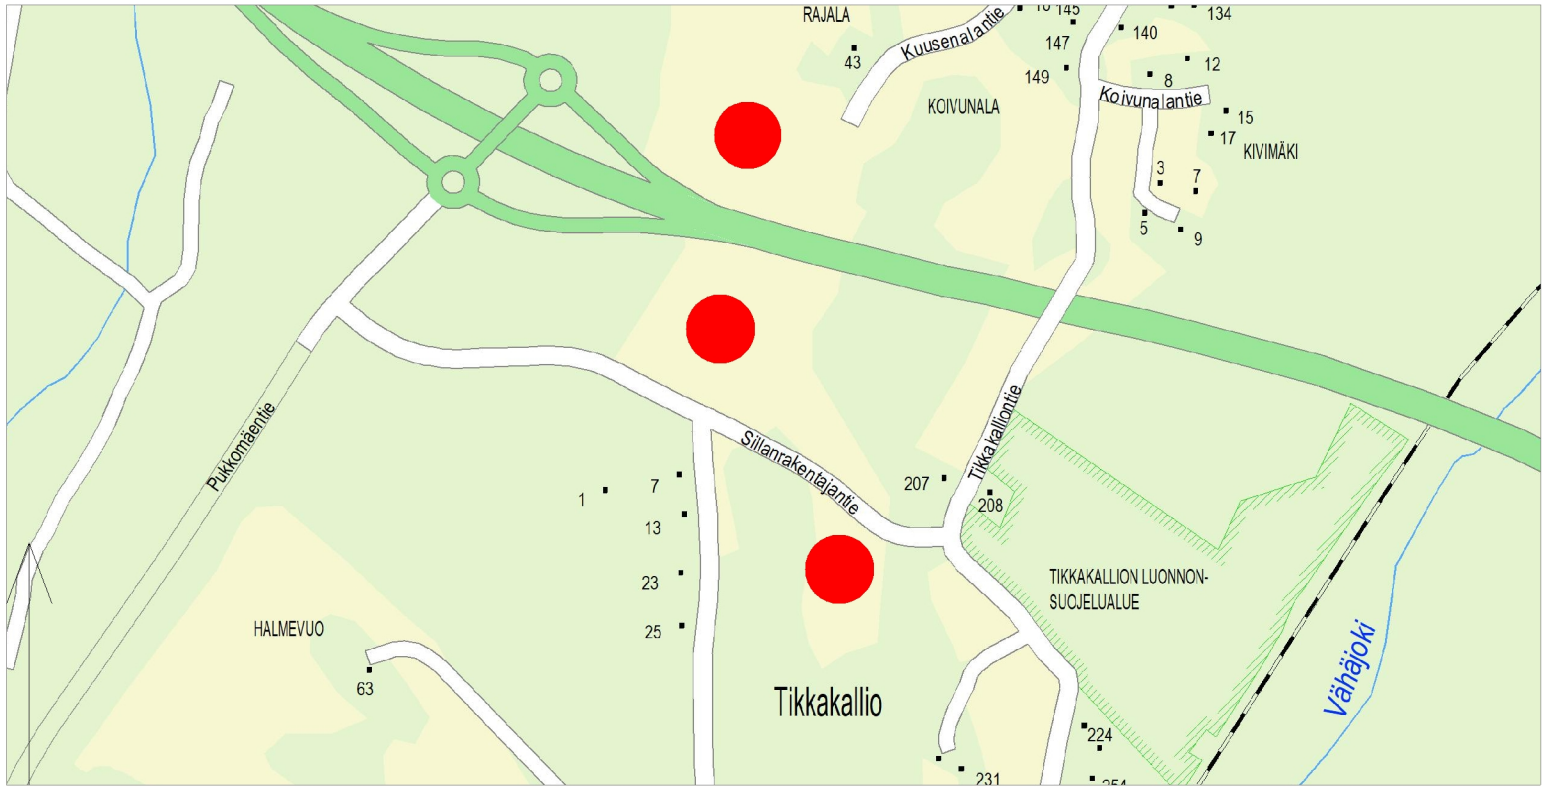 RAJALA
145
134
Kuusenalantie
147
140
43
149
8
12
KOIVUNALA
Koivunalantie
15
17
KIVIMÄKI
3
7
5
9
Pukkomäentie
Sillanrakentajantie
Tikkakalliontie
1
7
207
208
13
23
TIKKAKALLION LUONNON-
SUOJELUALUE
25
HALMEVUO
63
Tikkakallio
Vähäjoki
224
231